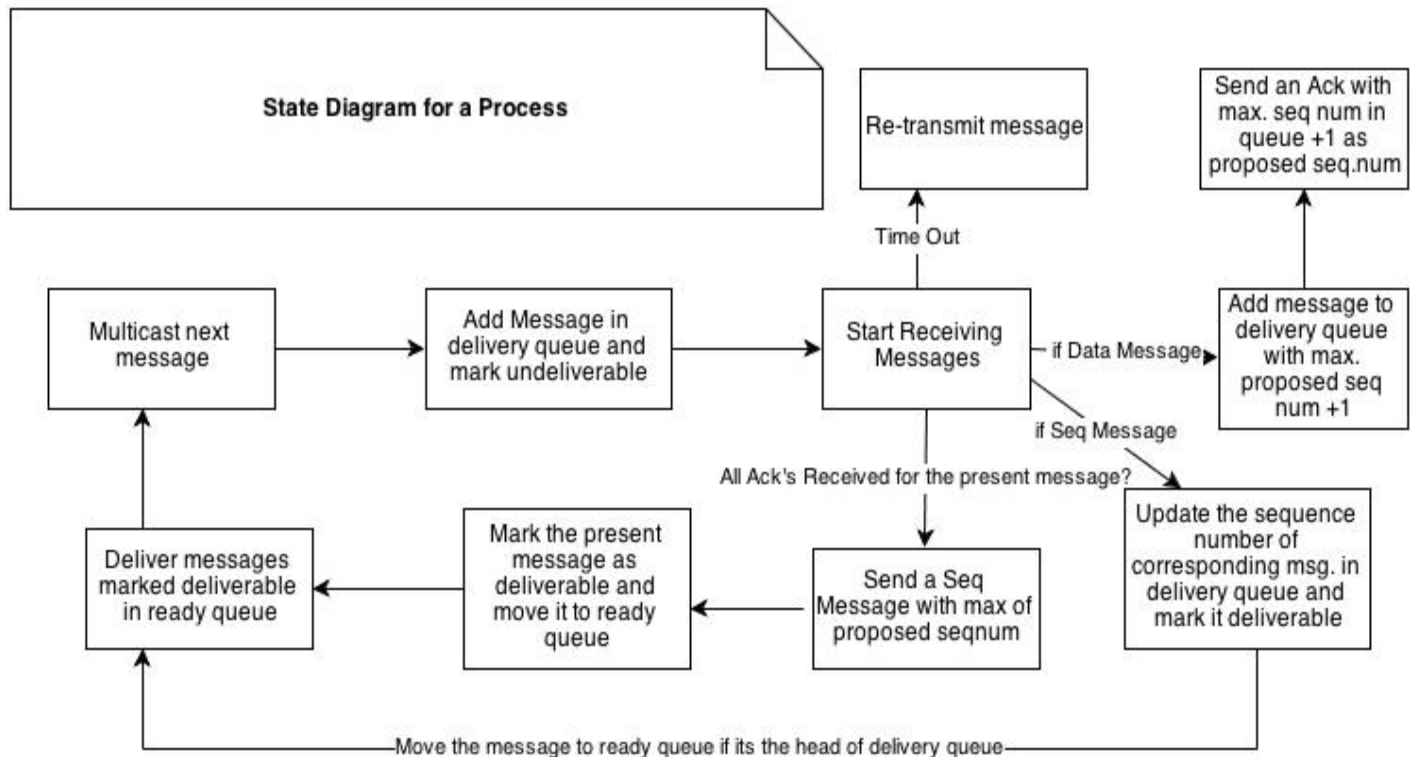 State Diagram for a Process
Re-transmit message
Send an Ack with
max. seq num in
queue +1 as
proposed seq.num
Time Out
Multicast next
message
Add Message in
delivery queue and
mark undeliverable
Start Receiving
Messages
if Data Message
Add message to
delivery queue
with max.
proposed seq
num +1
if Seq Message
All Ack's Received for the present message?
Deliver messages
marked deliverable
in ready queue
Mark the present
message as
deliverable and
move it to ready
queue
Send a Seq
Message with max of
proposed seqnum
Update the sequence
number of
corresponding msg. in
delivery queue and
mark it deliverable
Move the message to ready queue if its the head of delivery queue